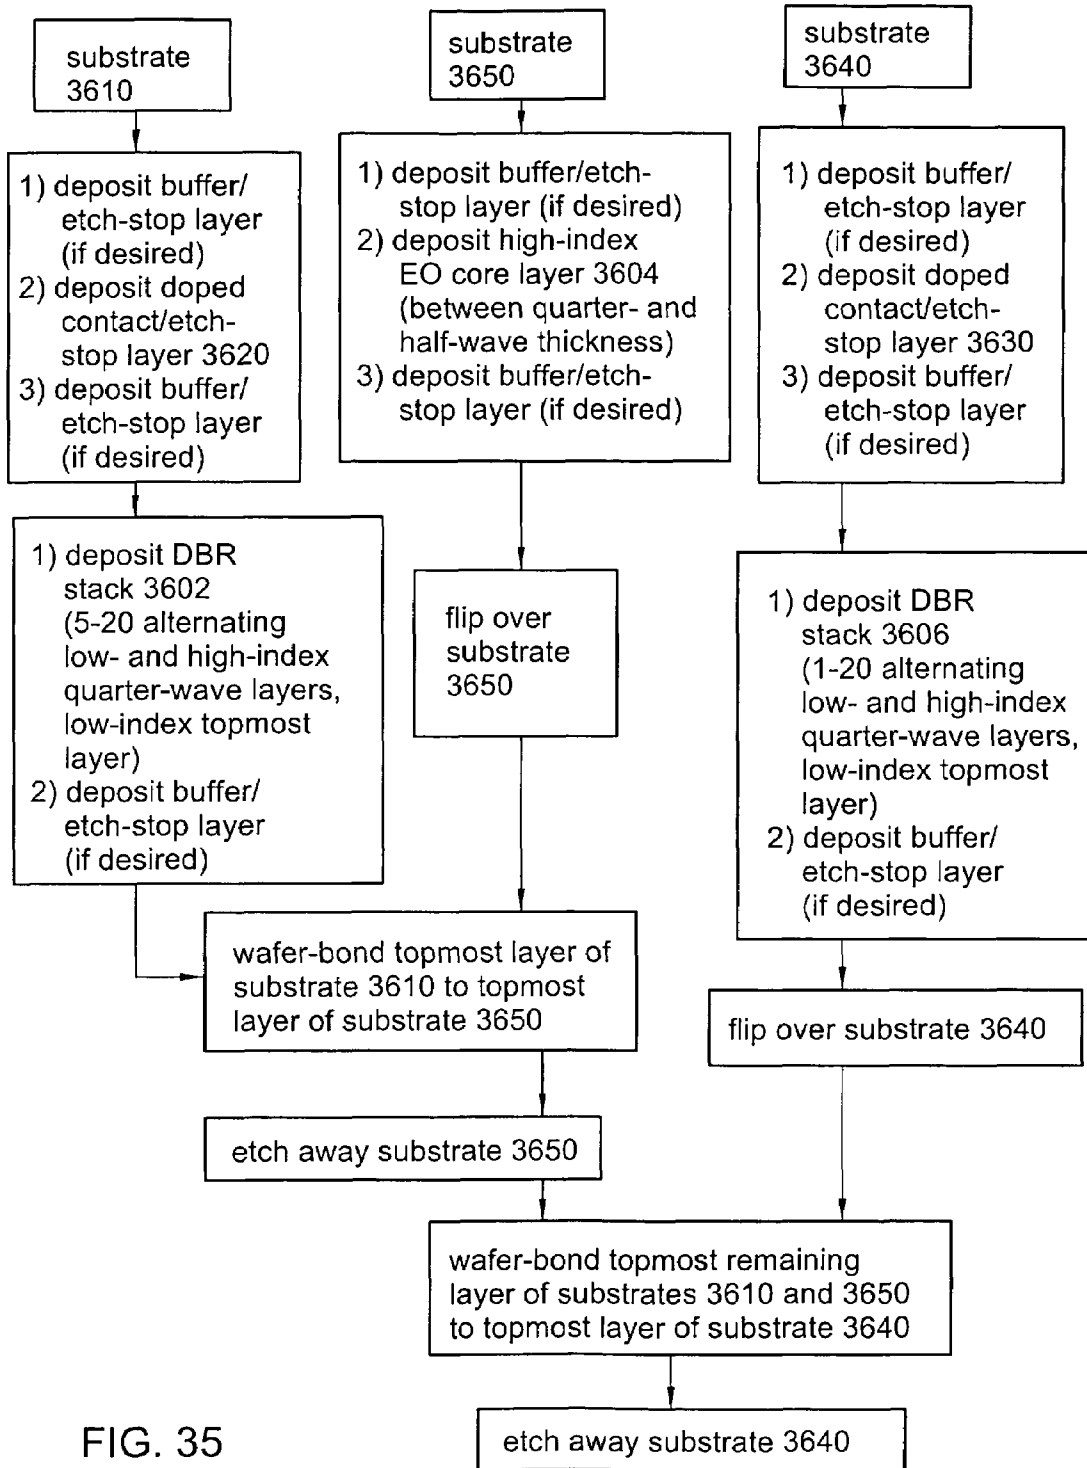 substrate
3610
substrate
3650
substrate
3640
1) deposit buffer/
etch-stop layer
(if desired)
2) deposit doped
contact/etch-
stop layer 3620
3) deposit buffer/
etch-stop layer
(if desired)
1) deposit buffer/etch-
stop layer (if desired)
2) deposit high-index
EO core layer 3604
(between quarter- and
half-wave thickness)
3) deposit buffer/etch-
stop layer (if desired)
1) deposit buffer/
etch-stop layer
(if desired)
2) deposit doped
contact/etch-
stop layer 3630
3) deposit buffer/
etch-stop layer
(if desired)
1) deposit DBR
stack 3602
(5-20 alternating
low- and high-index
quarter-wave layers,
low-index topmost
layer)
2) deposit buffer/
etch-stop layer
(if desired)
flip over
substrate
3650
1) deposit DBR
stack 3606
(1-20 alternating
low- and high-index
quarter-wave layers,
low-index topmost
layer)
2) deposit buffer/
etch-stop layer
(if desired)
wafer-bond topmost layer of
substrate 3610 to topmost
layer of substrate 3650
flip over substrate 3640
etch away substrate 3650
wafer-bond topmost remaining
layer of substrates 3610 and 3650
to topmost layer of substrate 3640
etch away substrate 3640
FIG. 35